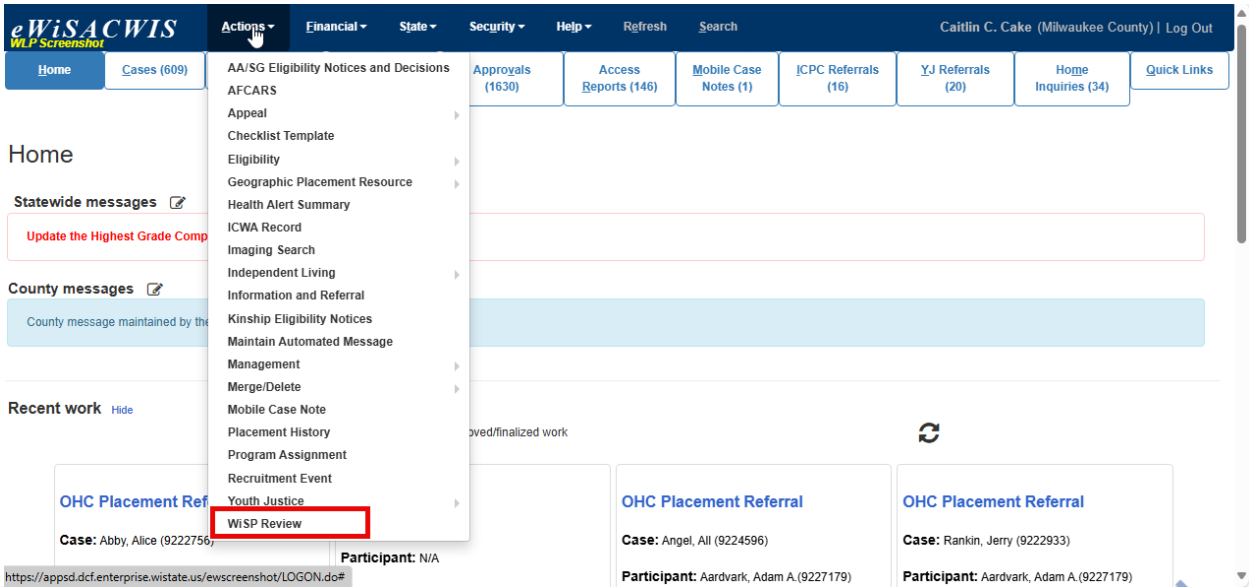 eWiSACWIS
WLP Screenshot
Actions Financial State Security Help Refresh Search
Caitlin C. Cake (Milwaukee County) | Log Out
Home
Cases (609)
Approvals
(1630)
Access
Reports (146)
Mobile Case
Notes (1)
ICPC Referrals
(16)
YJ Referrals
(20)
Home
Inquiries (34)
Quick Links
AA/SG Eligibility Notices and Decisions
AFCARS
Appeal
Checklist Template
Eligibility
Geographic Placement Resource
Health Alert Summary
ICWA Record
Imaging Search
Independent Living
Information and Referral
Kinship Eligibility Notices
Maintain Automated Message
Management
Merge/Delete
Mobile Case Note
Placement History
Program Assignment
Recruitment Event
Youth Justice
WiSP Review
Home
Statewide messages
Update the Highest Grade Comp
County messages
County message maintained by the
Recent work Hide
oved/finalized work
OHC Placement Ref
Case: Abby, Alice (9222756)
Participant: N/A
OHC Placement Referral
Case: Angel, All (9224596)
Participant: Aardvark, Adam A.(9227179)
OHC Placement Referral
Case: Rankin, Jerry (9222933)
Participant: Aardvark, Adam A.(9227179)
https://appsd.dcf.enterprise.wistate.us/ewscreenshot/LOGON.do#